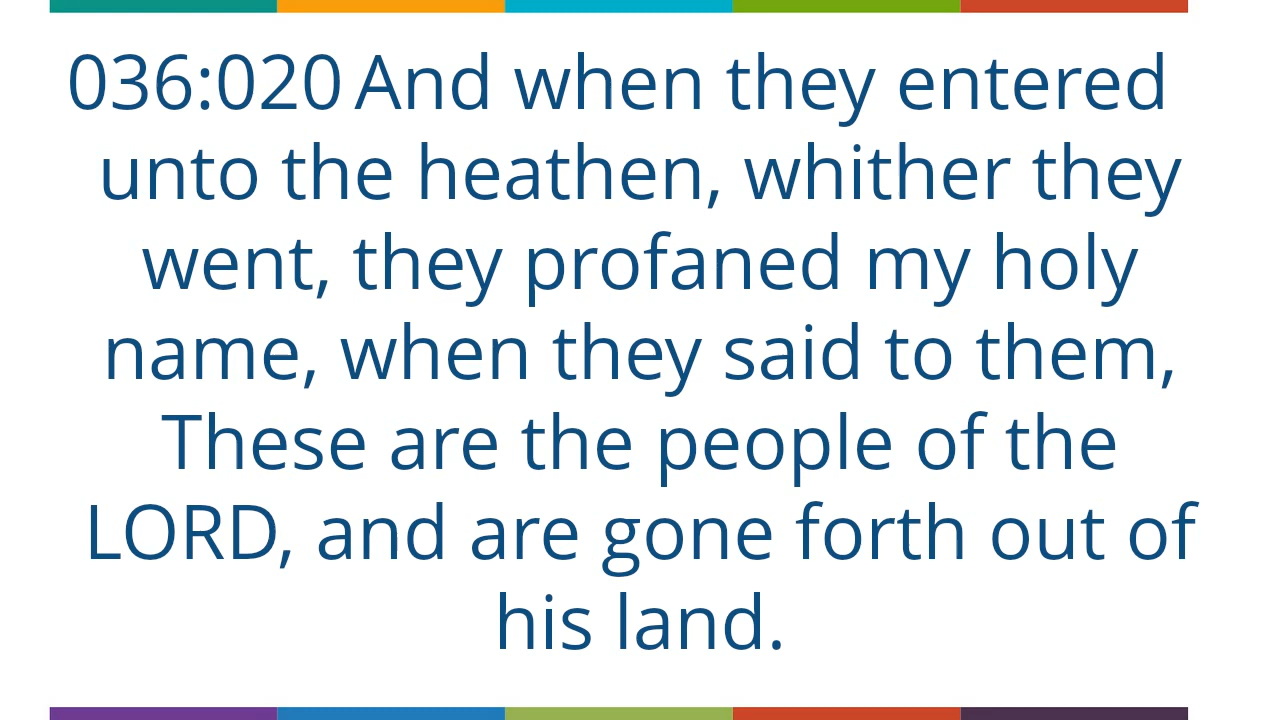 036:020 And when they entered
unto the heathen, whither they
went, they profaned my holy
name, when they said to them,
These are the people of the
LORD, and are gone forth out of
his land.